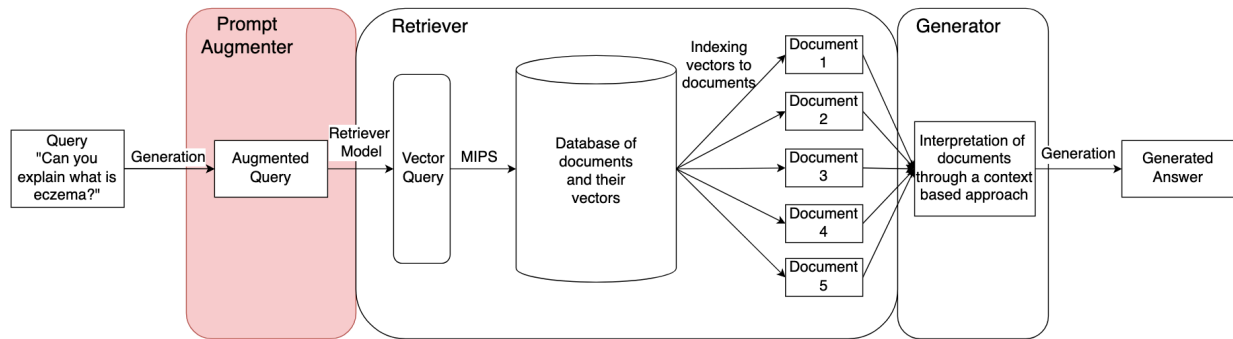 Prompt
Augmenter
Retriever
Generator
Query
"Can you
explain what is
eczema?"
Generation
Augmented
Query
Retriever
Model
Vector
Query
MIPS
Database of
documents
and their
vectors
Indexing
vectors to
documents
Document
1
Document
2
Document
3
Document
4
Document
5
Interpretation of
documents
through a context
based approach
Generation
Generated
Answer